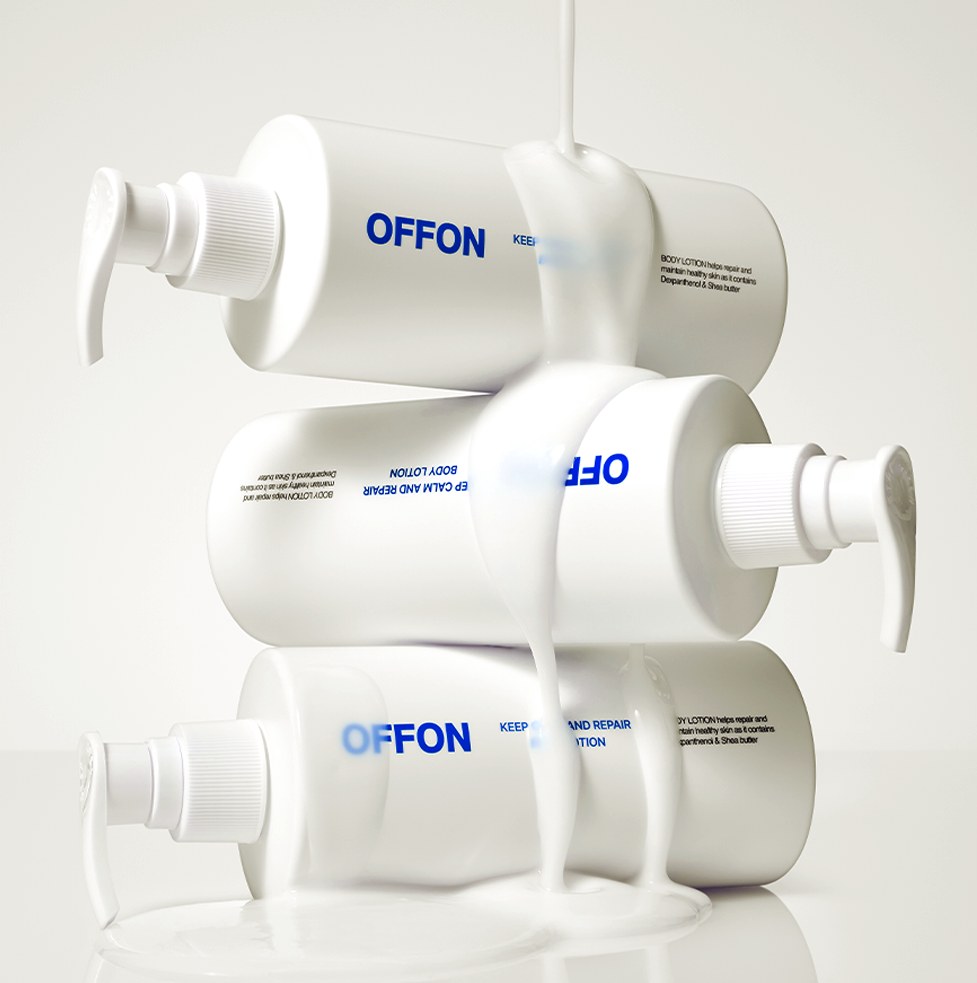 OFFON
KEEP
BODY LOTION helps repair and
maintain healthy skin as it contains
Dexpanthenol & Shea butter
OFF
EP CALM AND REPAIR
BODY LOTION
BODY LOTION helps repair and
maintain healthy skin as it contains
Dexpanthenol & Shea butter
OFFON
KEEP AND REPAIR
OTION
DY LOTION helps repair and
ntain healthy skin as it contains
xpanthenol & Shea butter